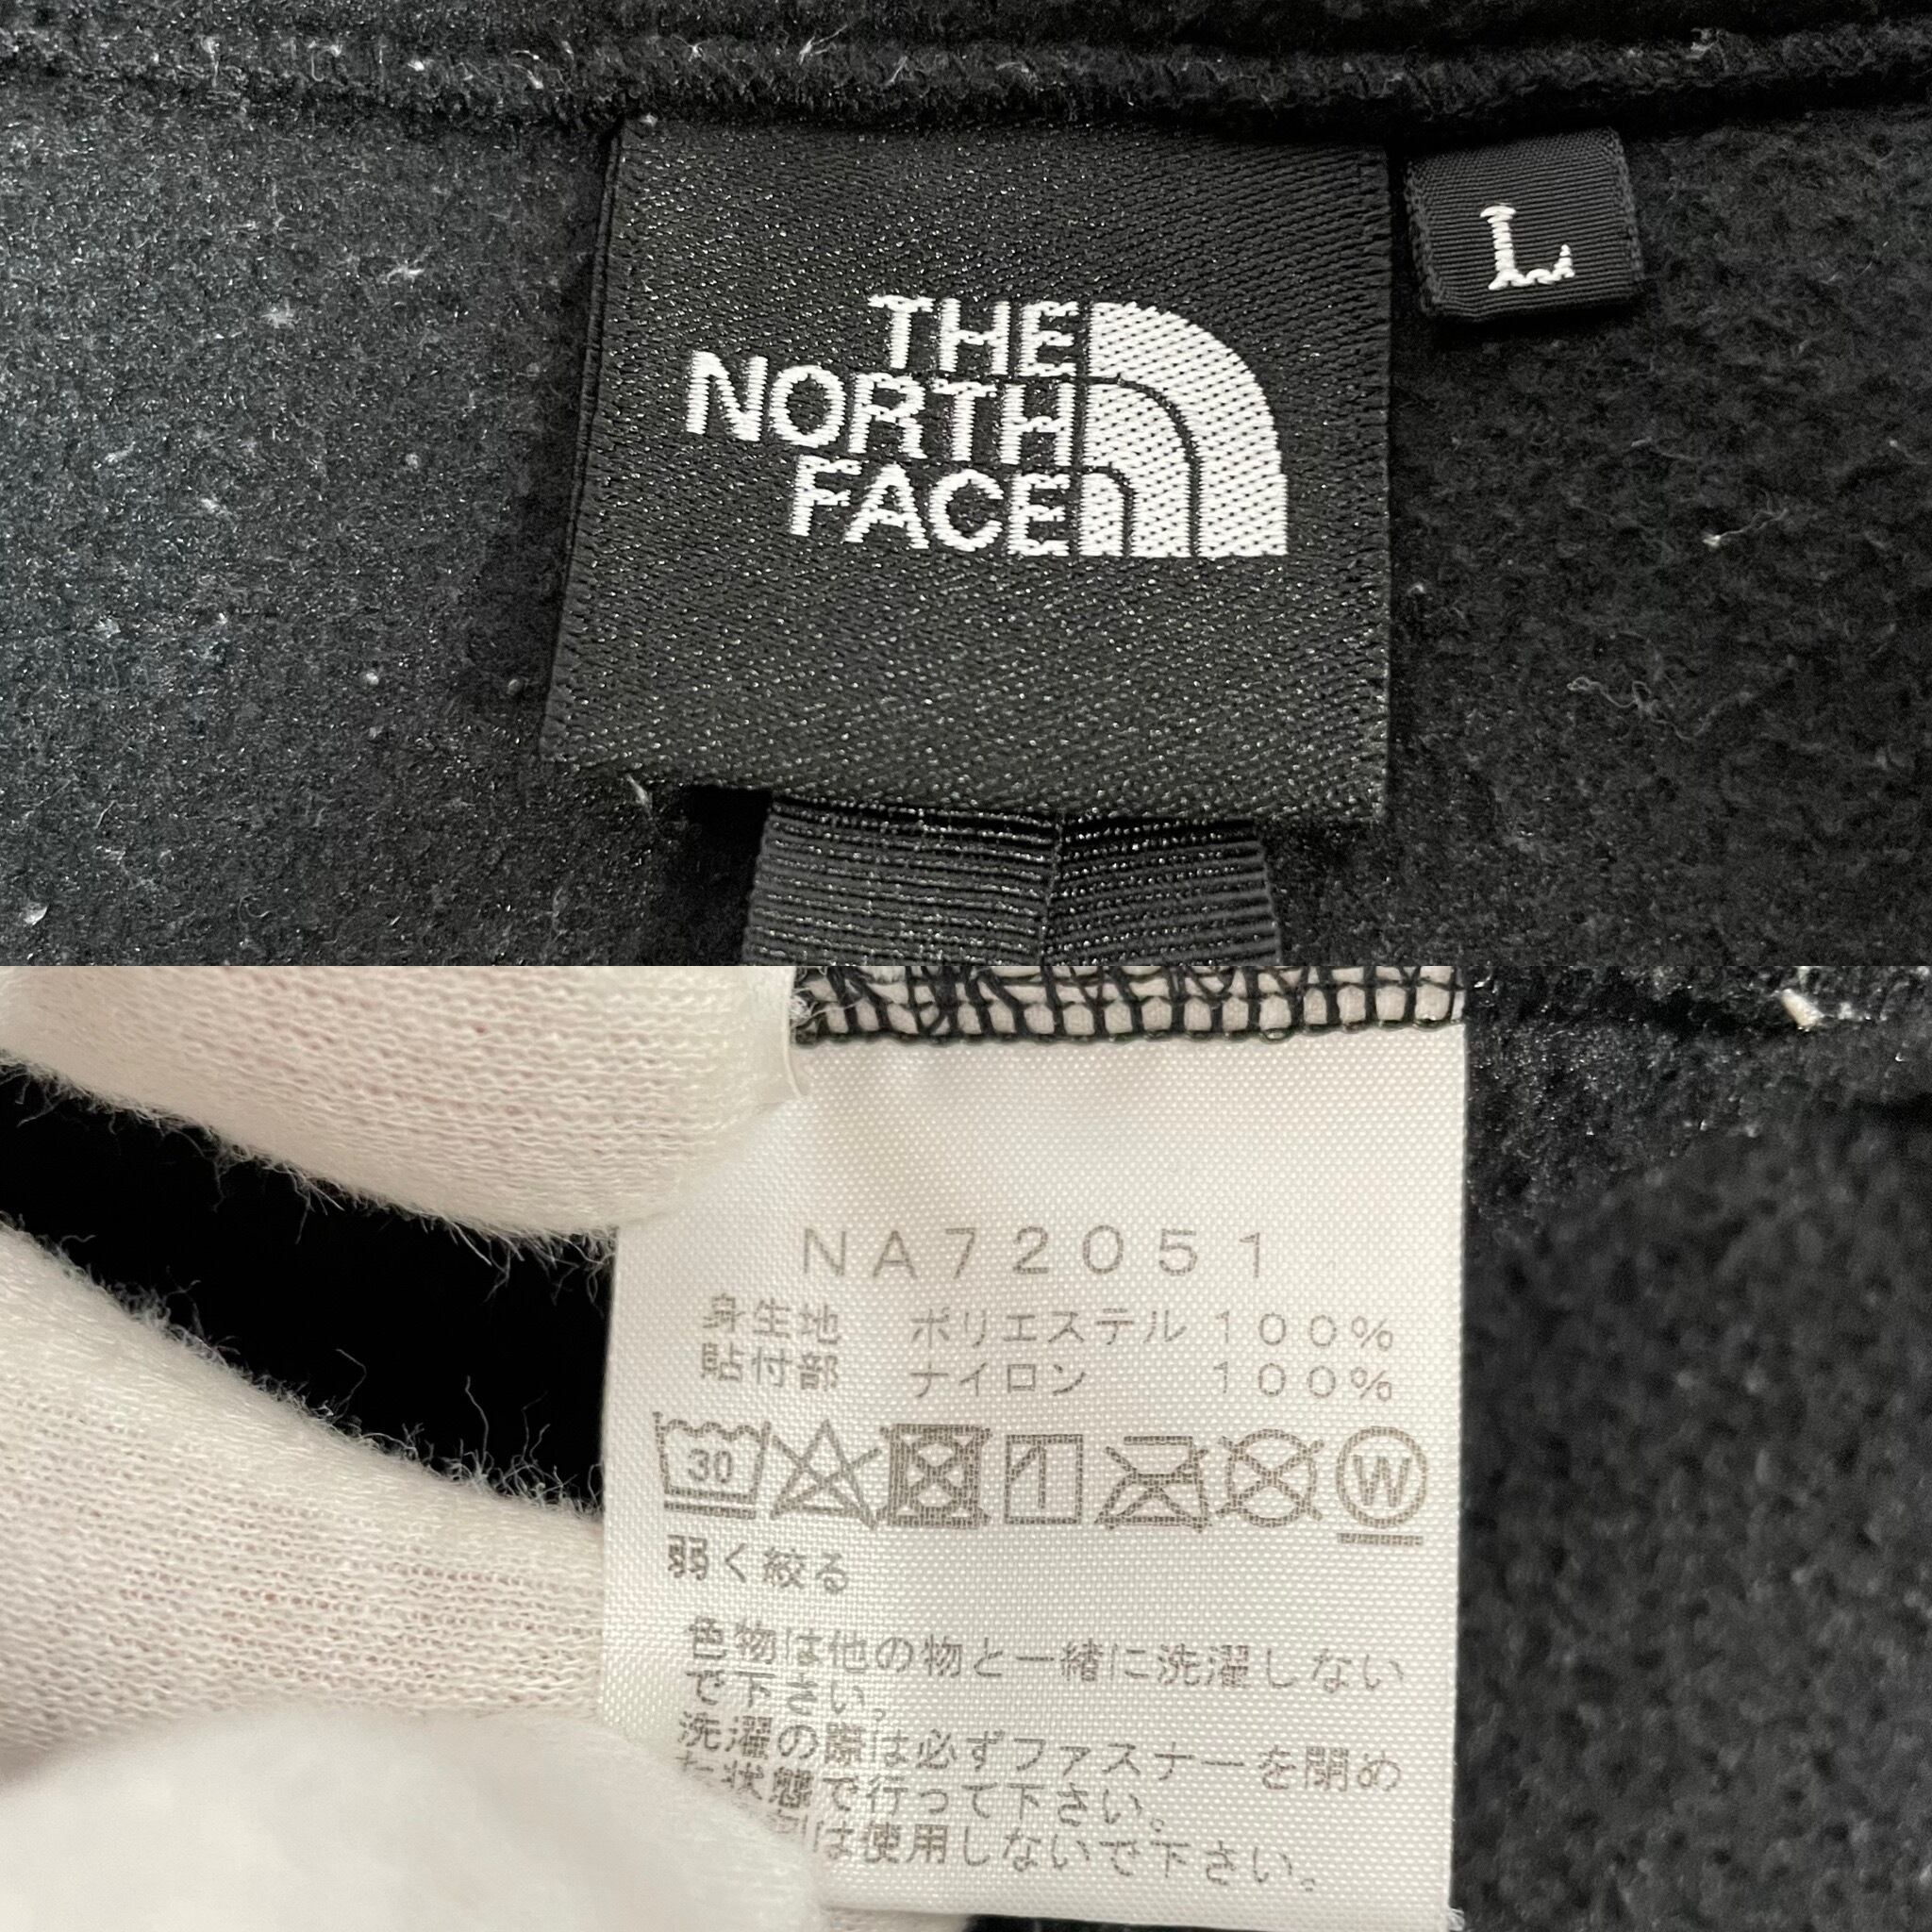 THE
NORTH
FACE
L
NA72051
身生地 ポリエステル 100%
貼付部 ナイロン 100%
30
W
弱く絞る
色物は他の物と一緒に洗濯しない
で下さい。
洗濯の際は必ずファスナーを閉め
た状態で行って下さい。
は使用しないで下さい。